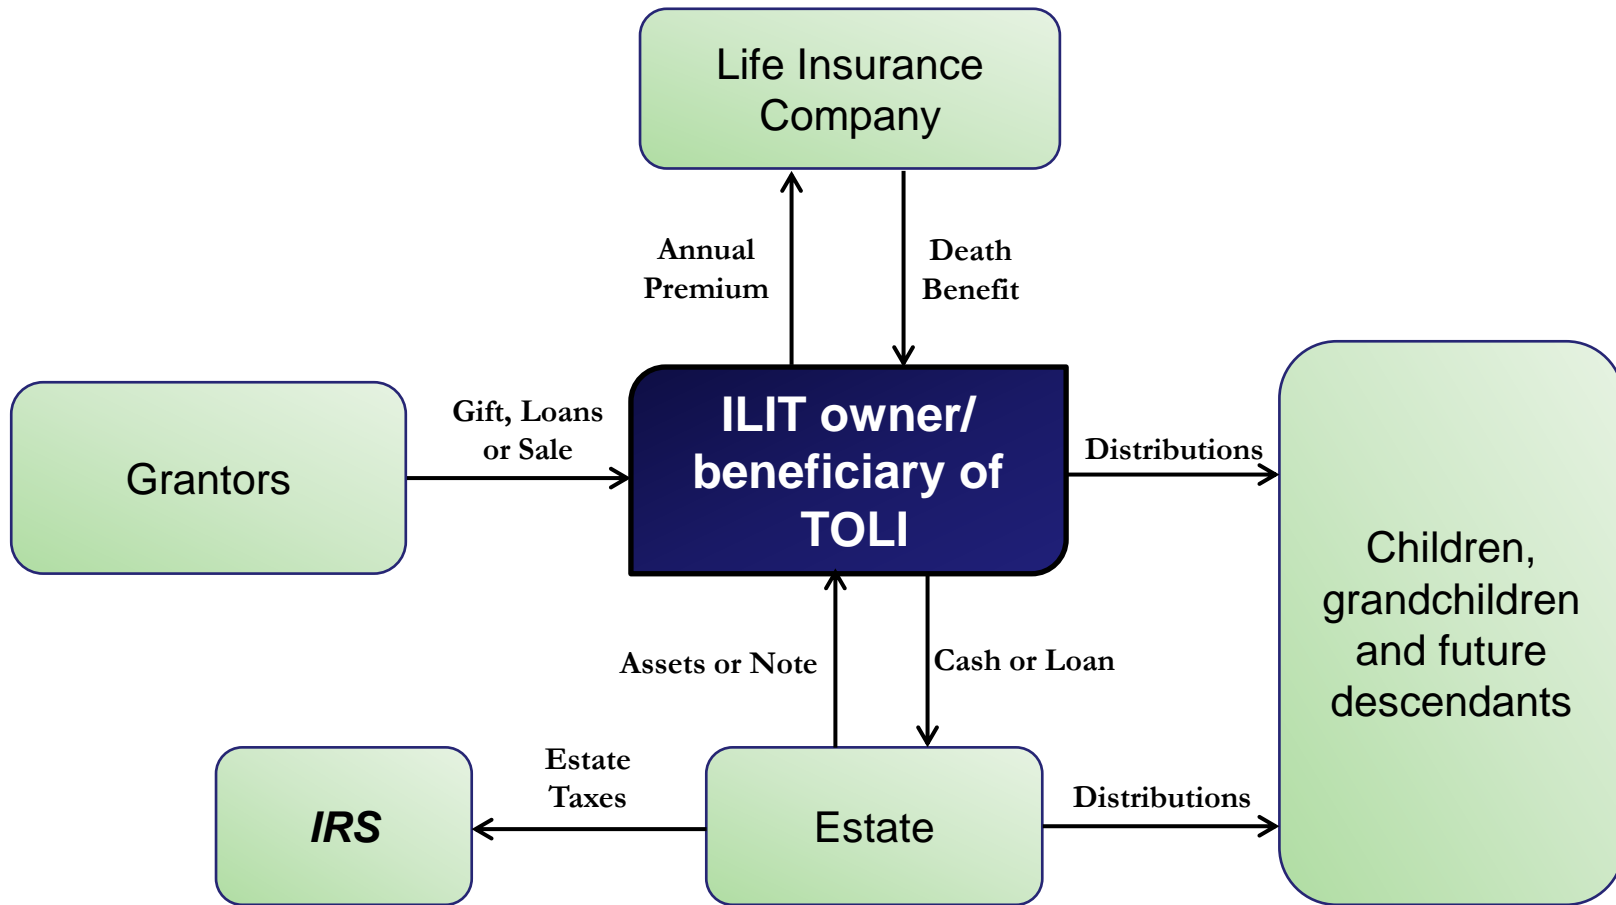 Life Insurance
Company
Annual
Premium
Death
Benefit
Grantors
Gift, Loans
or Sale
ILIT owner/
beneficiary of
TOLI
Distributions
Children,
grandchildren
and future
descendants
Assets or Note
Cash or Loan
IRS
Estate
Taxes
Estate
Distributions